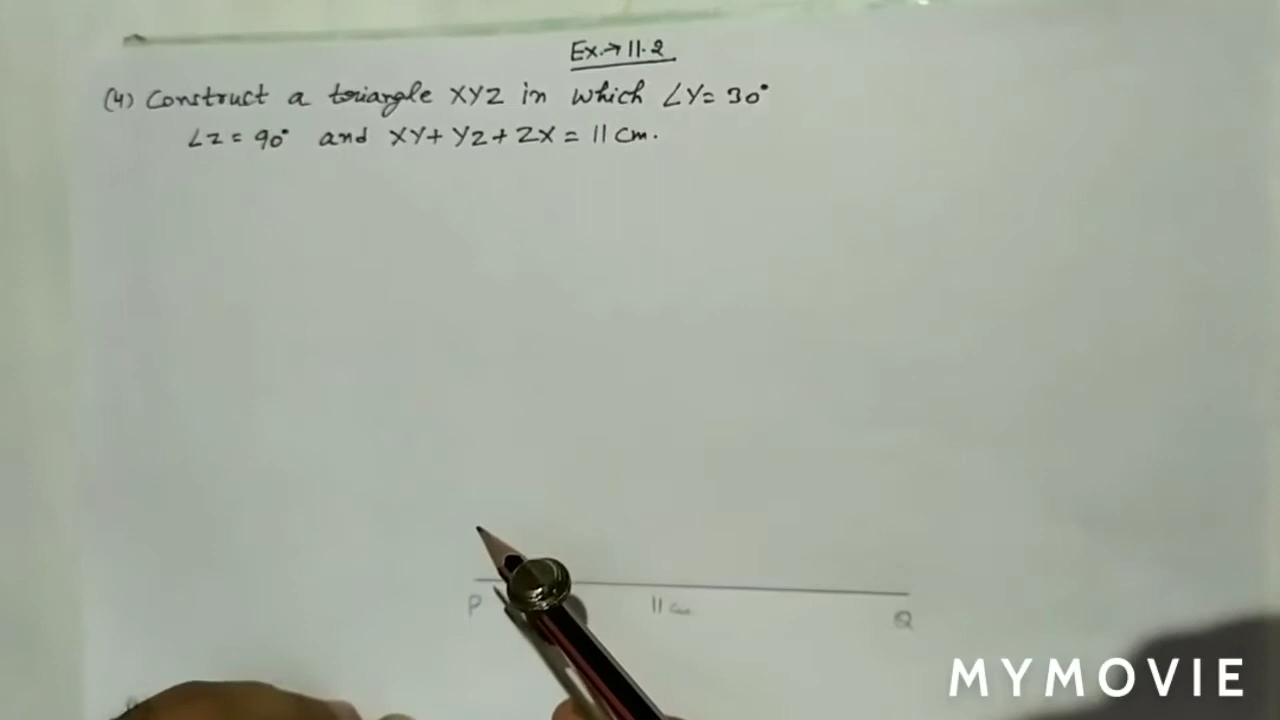 Ex.→ 11.2
(4) Construct a triangle XYZ in which ∠Y= 30°
∠Z = 90° and XY+ YZ + ZX = 11 cm.
P 11 cm Q
MYMOVIE